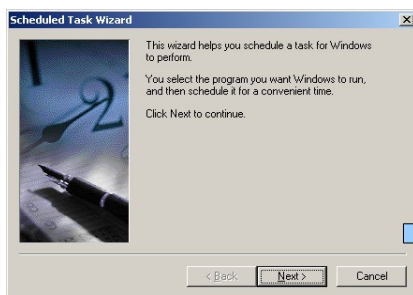 Scheduled Task Wizard
This wizard helps you schedule a task for Windows
to perform.
You select the program you want Windows to run,
and then schedule it for a convenient time.
Click Next to continue.
< Back
Next >
Cancel